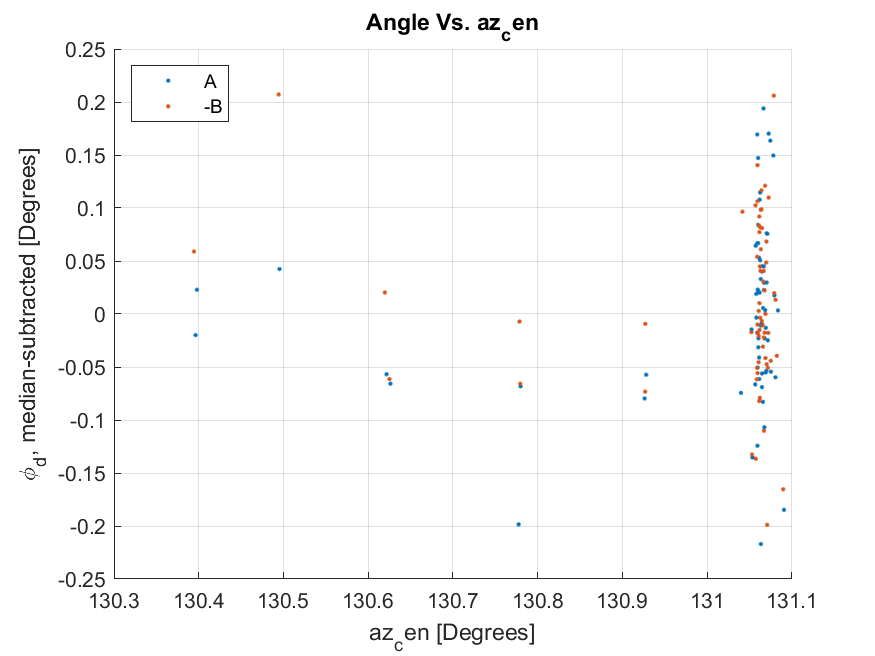 Angle Vs. az_cen
0.25
0.2
0.15
0.1
0.05
0
-0.05
-0.1
-0.15
-0.2
-0.25
A
-B
ϕ_d, median-subtracted [Degrees]
130.3 130.4 130.5 130.6 130.7 130.8 130.9 131 131.1
az_cen [Degrees]